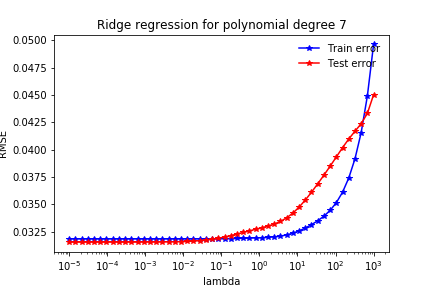 Ridge regression for polynomial degree 7
0.0500
0.0475
0.0450
0.0425
0.0400
0.0375
0.0350
0.0325
RMSE
Train error
Test error
10⁻⁵ 10⁻⁴ 10⁻³ 10⁻² 10⁻¹ 10⁰ 10¹ 10² 10³
lambda